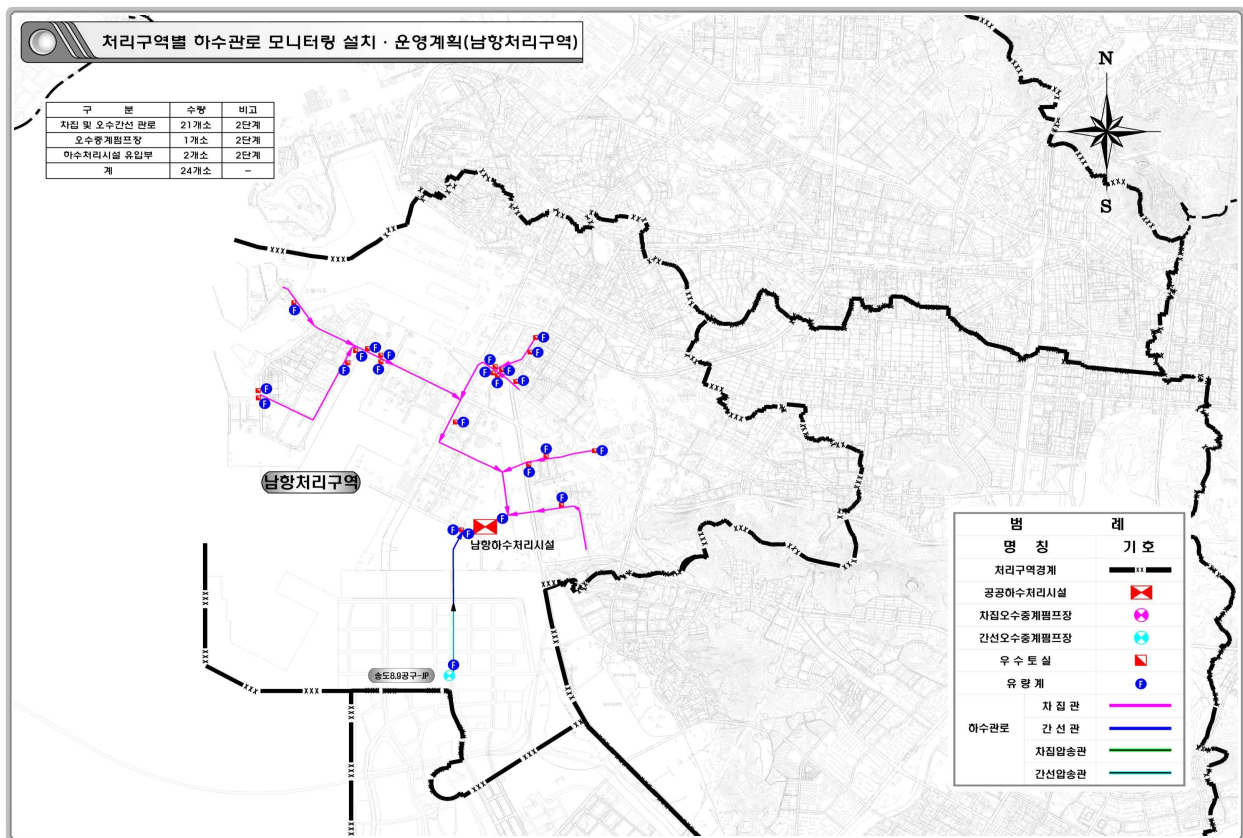 처리구역별 하수관로 모니터링 설치 · 운영계획(남항처리구역)
구 분 수량 비고
차집 및 오수간선 관로 21개소 2단계
오수중계펌프장 1개소 2단계
하수처리시설 유입부 2개소 2단계
계 24개소 -
N
S
남항처리구역
남항하수처리시설
송도8,9공구-JP
범 례
명 칭 기 호
처리구역경계
공공하수처리시설
차집오수중계펌프장
간선오수중계펌프장
우 수 토 실
유 량 계 F
하수관로
차 집 관
간 선 관
차집압송관
간선압송관